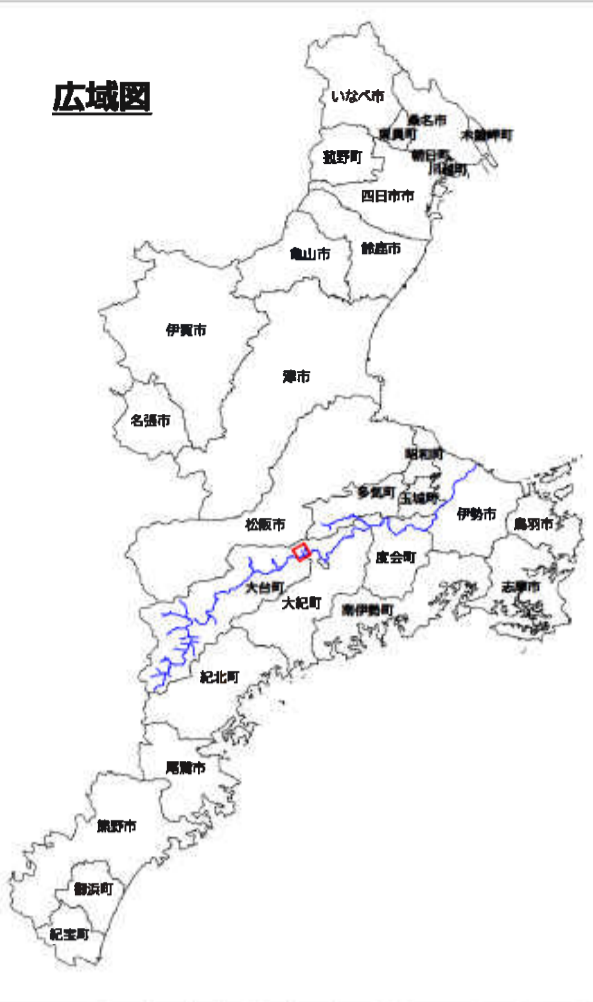 広域図
いなべ市
桑名市
東員町
木曽岬町
朝日町
川越町
菰野町
四日市市
亀山市
鈴鹿市
伊賀市
津市
名張市
明和町
多気町
玉城町
伊勢市
鳥羽市
松阪市
度会町
大台町
志摩市
大紀町
南伊勢町
紀北町
尾鷲市
熊野市
御浜町
紀宝町